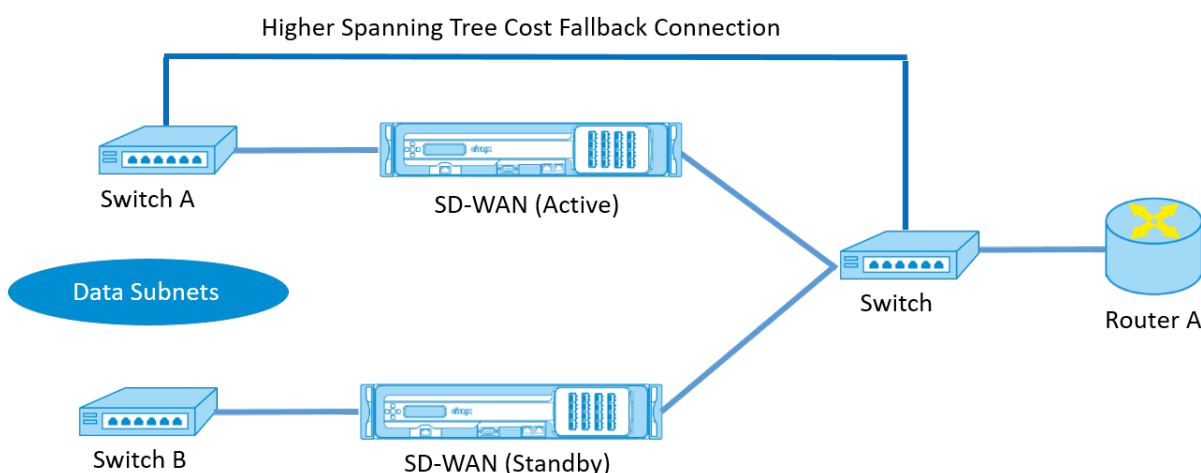 Higher Spanning Tree Cost Fallback Connection
Switch A
SD-WAN (Active)
Data Subnets
Switch
Router A
Switch B
SD-WAN (Standby)